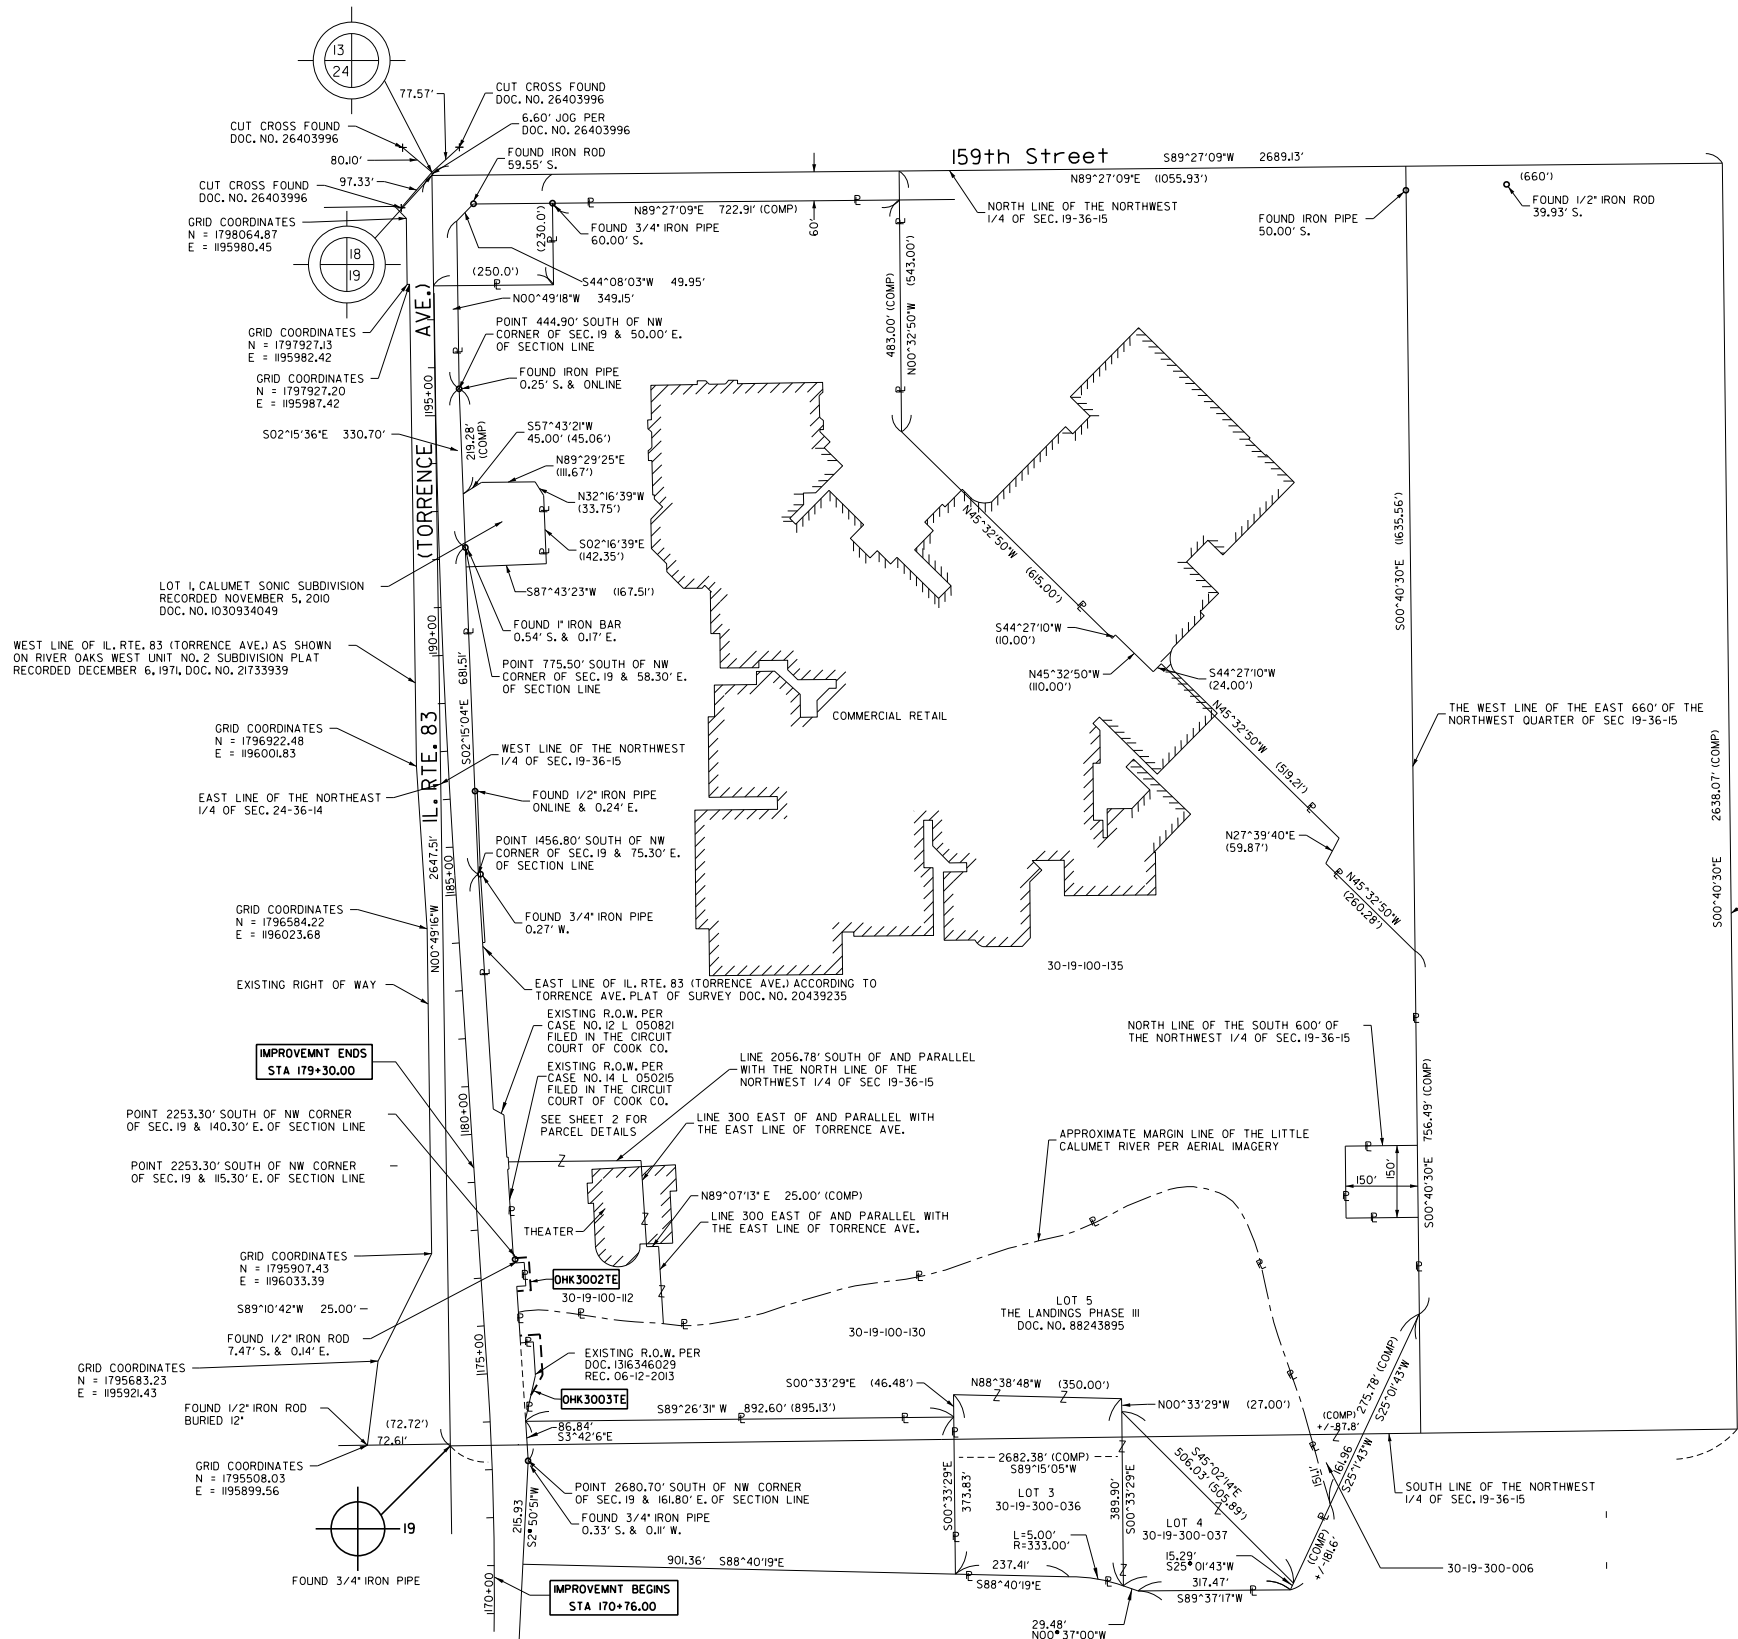 13
24
77.57'
CUT CROSS FOUND
DOC. NO. 26403996
6.60' JOG PER
DOC. NO. 26403996
CUT CROSS FOUND
DOC. NO. 26403996
80.10'
FOUND IRON ROD
59.55' S.
159th Street
S89^27'09"W 2689.13'
N89^27'09"E (1055.93')
97.33'
CUT CROSS FOUND
DOC. NO. 26403996
GRID COORDINATES
N = 1798064.87
E = 1195980.45
18
19
N89^27'09"E 722.91' (COMP)
NORTH LINE OF THE NORTHWEST
1/4 OF SEC. 19-36-15
60'
(230.0')
FOUND 3/4" IRON PIPE
60.00' S.
FOUND IRON PIPE
50.00' S.
(660')
FOUND 1/2" IRON ROD
39.93' S.
(250.0')
S44^08'03"W 49.95'
N00^49'18"W 349.15'
GRID COORDINATES
N = 1797927.13
E = 1195982.42
POINT 444.90' SOUTH OF NW
CORNER OF SEC. 19 & 50.00' E.
OF SECTION LINE
483.00' (COMP)
N00^32'50"W (543.00')
GRID COORDINATES
N = 1797927.20
E = 1195987.42
FOUND IRON PIPE
0.25' S. & ONLINE
1195+00
S02^15'36"E 330.70'
219.28'
(COMP)
S57^43'21"W
45.00' (45.06')
N89^29'25"E
(111.67')
N32^16'39"W
(33.75')
S02^16'39"E
(142.35')
S87^43'23"W (167.51')
IL. RTE. 83 (TORRENCE AVE.)
LOT 1, CALUMET SONIC SUBDIVISION
RECORDED NOVEMBER 5, 2010
DOC. NO. 1030934049
FOUND 1" IRON BAR
0.54' S. & 0.17' E.
1190+00
WEST LINE OF IL. RTE. 83 (TORRENCE AVE.) AS SHOWN
ON RIVER OAKS WEST UNIT NO. 2 SUBDIVISION PLAT
RECORDED DECEMBER 6, 1971, DOC. NO. 21733939
POINT 775.50' SOUTH OF NW
CORNER OF SEC. 19 & 58.30' E.
OF SECTION LINE
S02^15'04"E 681.51'
N45^32'50"W
(615.00')
S44^27'10"W
(10.00')
N45^32'50"W
(110.00')
S44^27'10"W
(24.00')
S00^40'30"E (1635.56')
COMMERCIAL RETAIL
N45^32'50"W
(519.21')
THE WEST LINE OF THE EAST 660' OF THE
NORTHWEST QUARTER OF SEC 19-36-15
S00^40'30"E 2638.07' (COMP)
GRID COORDINATES
N = 1796922.48
E = 1196001.83
WEST LINE OF THE NORTHWEST
1/4 OF SEC. 19-36-15
EAST LINE OF THE NORTHEAST
1/4 OF SEC. 24-36-14
FOUND 1/2" IRON PIPE
ONLINE & 0.24' E.
POINT 1456.80' SOUTH OF NW
CORNER OF SEC. 19 & 75.30' E.
OF SECTION LINE
N00^49'16"W 2647.51'
1185+00
N27^39'40"E
(59.87')
N45^32'50"W
(260.28')
GRID COORDINATES
N = 1796584.22
E = 1196023.68
FOUND 3/4" IRON PIPE
0.27' W.
30-19-100-135
EXISTING RIGHT OF WAY
EAST LINE OF IL. RTE. 83 (TORRENCE AVE.) ACCORDING TO
TORRENCE AVE. PLAT OF SURVEY DOC. NO. 20439235
EXISTING R.O.W. PER
CASE NO. 12 L 050821
FILED IN THE CIRCUIT
COURT OF COOK CO.
NORTH LINE OF THE SOUTH 600' OF
THE NORTHWEST 1/4 OF SEC. 19-36-15
IMPROVEMNT ENDS
STA 179+30.00
EXISTING R.O.W. PER
CASE NO. 14 L 050215
FILED IN THE CIRCUIT
COURT OF COOK CO.
LINE 2056.78' SOUTH OF AND PARALLEL
WITH THE NORTH LINE OF THE
NORTHWEST 1/4 OF SEC 19-36-15
1180+00
SEE SHEET 2 FOR
PARCEL DETAILS
LINE 300 EAST OF AND PARALLEL WITH
THE EAST LINE OF TORRENCE AVE.
POINT 2253.30' SOUTH OF NW CORNER
OF SEC. 19 & 140.30' E. OF SECTION LINE
APPROXIMATE MARGIN LINE OF THE LITTLE
CALUMET RIVER PER AERIAL IMAGERY
S00^40'30"E 756.49' (COMP)
150'
150'
POINT 2253.30' SOUTH OF NW CORNER
OF SEC. 19 & 115.30' E. OF SECTION LINE
N89^07'13" E 25.00' (COMP)
LINE 300 EAST OF AND PARALLEL WITH
THE EAST LINE OF TORRENCE AVE.
THEATER
GRID COORDINATES
N = 1795907.43
E = 1196033.39
0HK3002TE
30-19-100-112
S89^10'42"W 25.00'
LOT 5
THE LANDINGS PHASE III
DOC. NO. 88243895
30-19-100-130
FOUND 1/2" IRON ROD
7.47' S. & 0.14' E.
1175+00
EXISTING R.O.W. PER
DOC. 1316346029
REC. 06-12-2013
GRID COORDINATES
N = 1795683.23
E = 1195921.43
0HK3003TE
S00^33'29"E (46.48')
N88^38'48"W (350.00')
N00^33'29"W (27.00')
275.78' (COMP)
S25^01'43"W
FOUND 1/2" IRON ROD
BURIED 12"
(72.72')
72.61'
S89^26'31" W 892.60' (895.13')
86.84'
S3^42'6"E
(COMP)
+/-87.8'
GRID COORDINATES
N = 1795508.03
E = 1195899.56
2682.38' (COMP)
S89^15'05"W
S45^02'14"E
506.03' (505.89')
151.1'
161.96
S25^1'43"W
SOUTH LINE OF THE NORTHWEST
1/4 OF SEC. 19-36-15
POINT 2680.70' SOUTH OF NW CORNER
OF SEC. 19 & 161.80' E. OF SECTION LINE
S00^33'29"E
373.83'
LOT 3
30-19-300-036
389.90'
S00^33'29"E
19
215.93
S2°50'51"W
FOUND 3/4" IRON PIPE
0.33' S. & 0.11' W.
LOT 4
30-19-300-037
L=5.00'
R=333.00'
15.29'
S25°01'43"W
(COMP)
+/-181.6'
901.36' S88^40'19"E
237.41'
S88^40'19"E
317.47'
S89^37'17"W
30-19-300-006
FOUND 3/4" IRON PIPE
1170+00
IMPROVEMNT BEGINS
STA 170+76.00
29.48'
N00°37'00"W